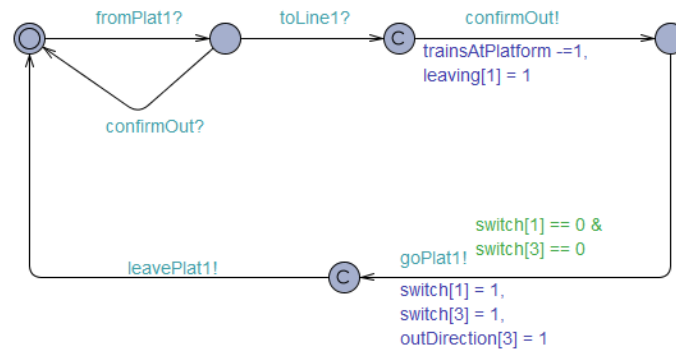 fromPlat1?
toLine1?
confirmOut!
C
trainsAtPlatform -=1,
leaving[1] = 1
confirmOut?
switch[1] == 0 &
switch[3] == 0
goPlat1!
leavePlat1!
C
switch[1] = 1,
switch[3] = 1,
outDirection[3] = 1